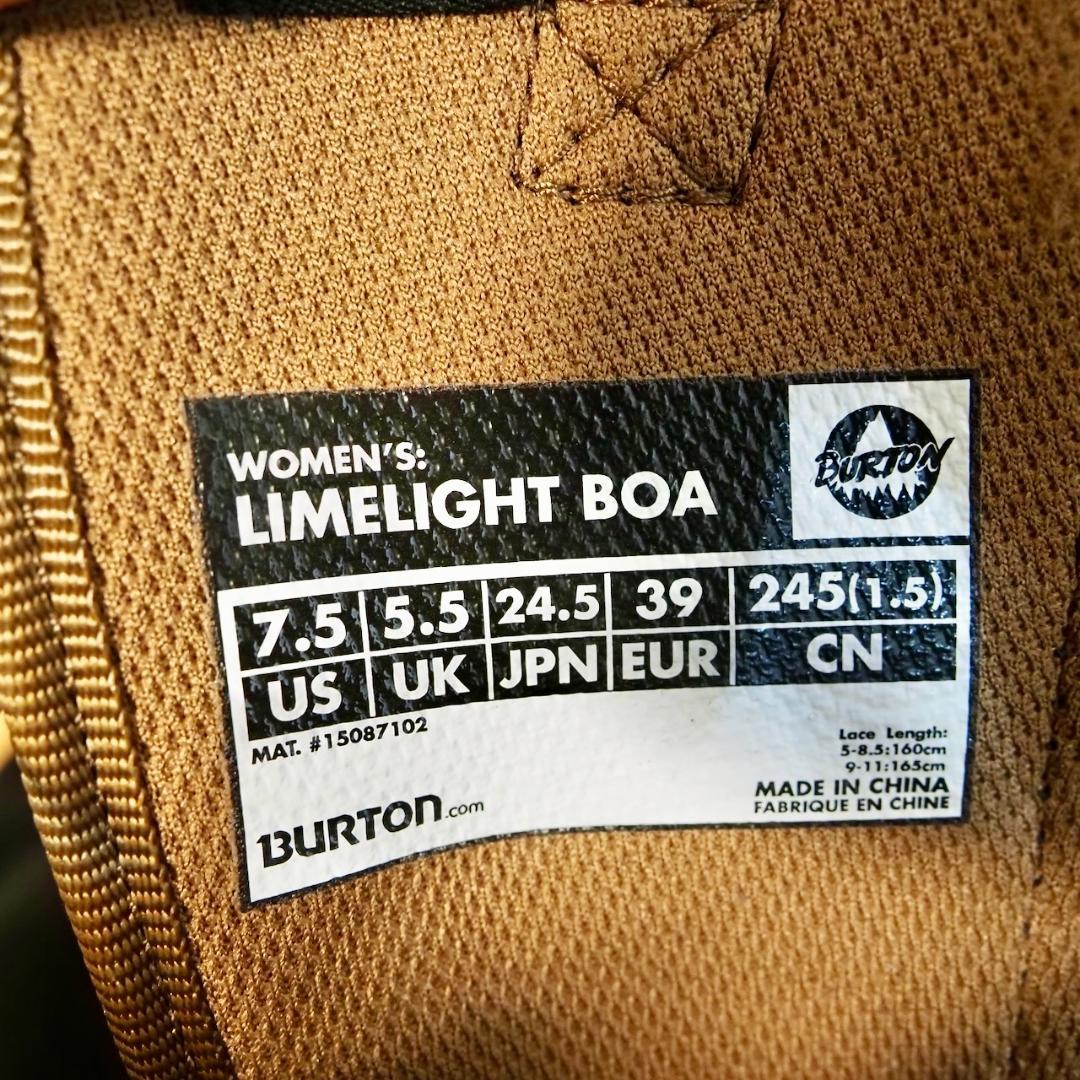 WOMEN'S:
LIMELIGHT BOA
BURTON
7.5 5.5 24.5 39 245(1.5)
US UK JPN EUR CN
MAT. #15087102
Lace Length:
5-8.5:160cm
9-11:165cm
MADE IN CHINA
FABRIQUE EN CHINE
BURTON.com